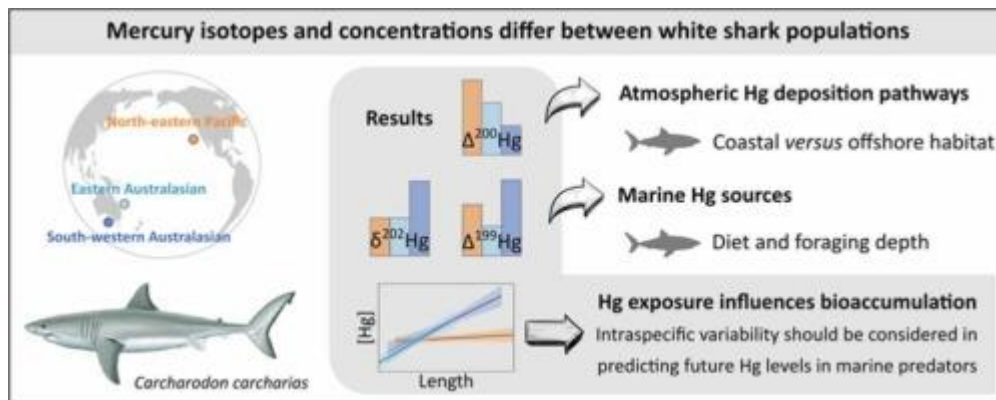 Mercury isotopes and concentrations differ between white shark populations
North-eastern Pacific
Eastern Australasian
South-western Australasian
Carcharodon carcharias
Results
Δ²⁰⁰Hg
δ²⁰²Hg
Δ¹⁹⁹Hg
[Hg]
Length
Atmospheric Hg deposition pathways
Coastal versus offshore habitat
Marine Hg sources
Diet and foraging depth
Hg exposure influences bioaccumulation
Intraspecific variability should be considered in
predicting future Hg levels in marine predators